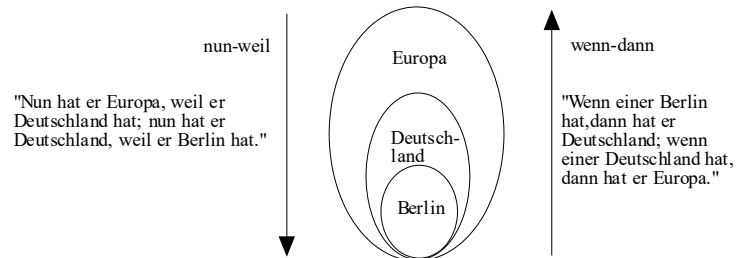 nun-weil
"Nun hat er Europa, weil er
Deutschland hat; nun hat er
Deutschland, weil er Berlin hat."
Europa
Deutsch-
land
Berlin
wenn-dann
"Wenn einer Berlin
hat,dann hat er
Deutschland; wenn
einer Deutschland hat,
dann hat er Europa."